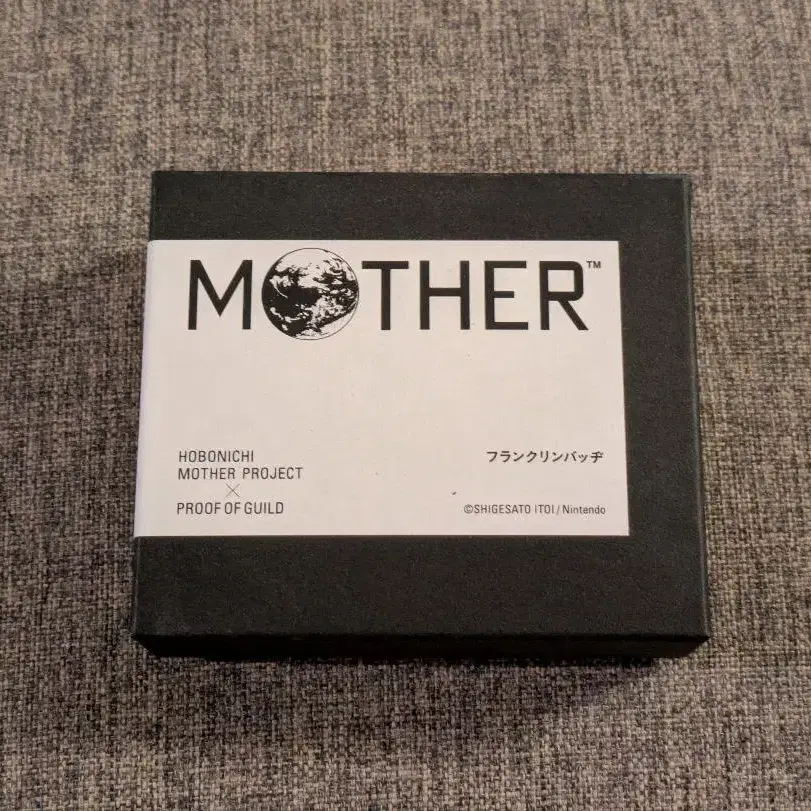 MOTHER™
HOBONICHI
MOTHER PROJECT
×
PROOF OF GUILD
フランクリンバッヂ
©SHIGESATO ITOI / Nintendo